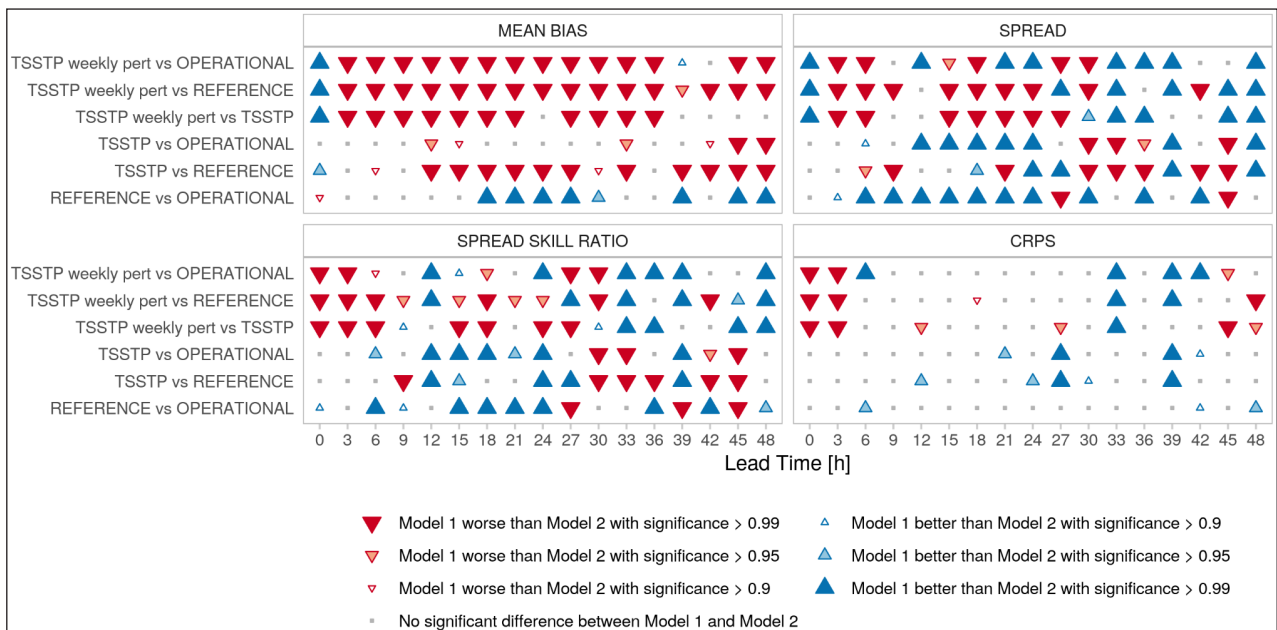 MEAN BIAS
SPREAD
TSSTP weekly pert vs OPERATIONAL
TSSTP weekly pert vs REFERENCE
TSSTP weekly pert vs TSSTP
TSSTP vs OPERATIONAL
TSSTP vs REFERENCE
REFERENCE vs OPERATIONAL
SPREAD SKILL RATIO
CRPS
TSSTP weekly pert vs OPERATIONAL
TSSTP weekly pert vs REFERENCE
TSSTP weekly pert vs TSSTP
TSSTP vs OPERATIONAL
TSSTP vs REFERENCE
REFERENCE vs OPERATIONAL
0 3 6 9 12 15 18 21 24 27 30 33 36 39 42 45 48
0 3 6 9 12 15 18 21 24 27 30 33 36 39 42 45 48
Lead Time [h]
Model 1 worse than Model 2 with significance > 0.99
Model 1 worse than Model 2 with significance > 0.95
Model 1 worse than Model 2 with significance > 0.9
No significant difference between Model 1 and Model 2
Model 1 better than Model 2 with significance > 0.9
Model 1 better than Model 2 with significance > 0.95
Model 1 better than Model 2 with significance > 0.99